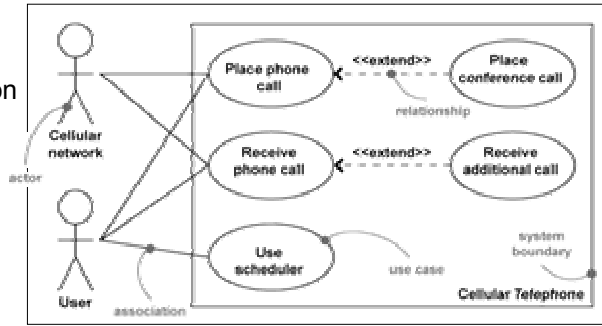 on
<<extend>>
Place phone
call
Place
conference call
relationship
Cellular
network
actor
<<extend>>
Receive
phone call
Receive
additional call
Use
scheduler
use case
system
boundary
User
association
Cellular Telephone